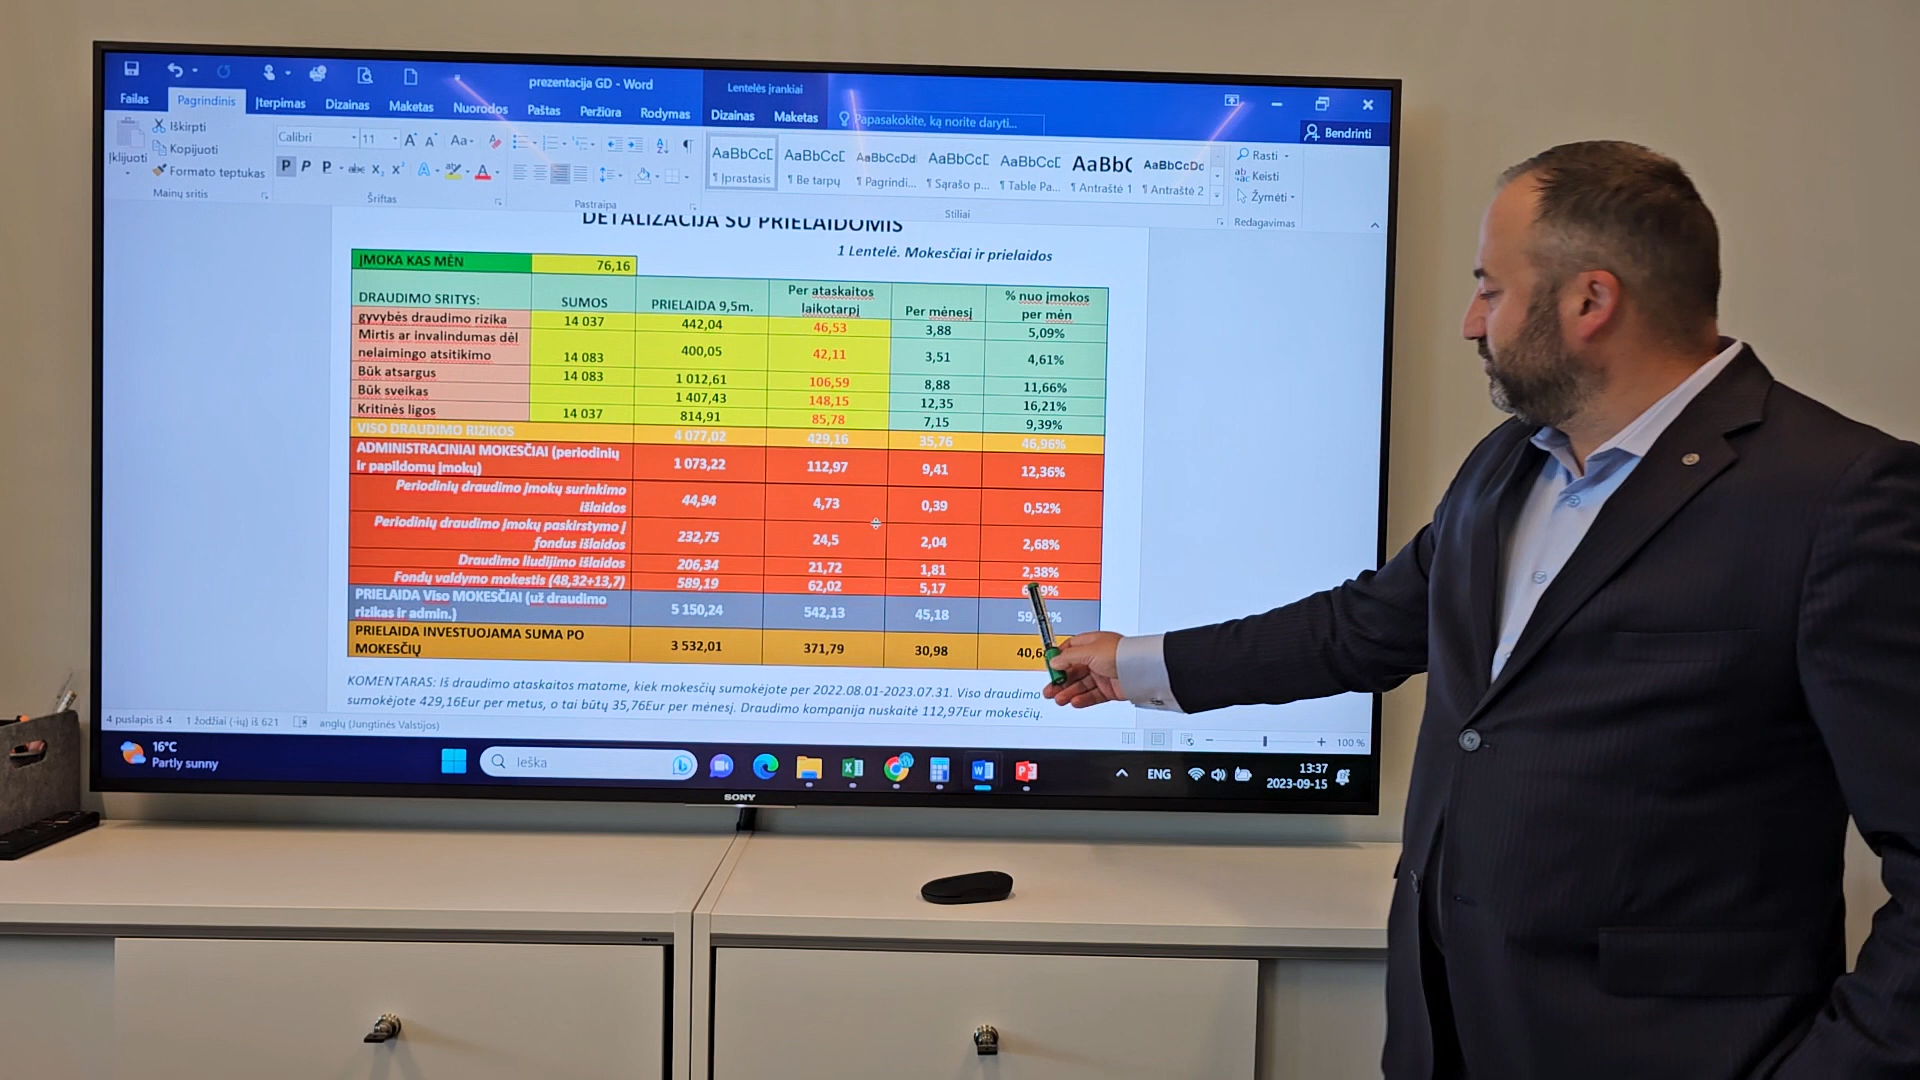 prezentacija GD - Word
Lentelės įrankiai
Failas Pagrindinis Įterpimas Dizainas Maketas Nuorodos Paštas Peržiūra Rodymas Dizainas Maketas Papasakokite, ką norite daryti... Bendrinti
Įklijuoti
Iškirpti
Kopijuoti
Formato teptukas
Mainų sritis
Calibri 11
Šriftas
Pastraipa
AaBbCcD AaBbCcD AaBbCcDd AaBbCcD AaBbCcD AaBbC AaBbCcDc
¶ Įprastasis ¶ Be tarpų ¶ Pagrindi... ¶ Sąrašo p... ¶ Table Pa... ¶ Antraštė 1 ¶ Antraštė 2
Stiliai
Rasti
Keisti
Žymėti
Redagavimas
DETALIZACIJA SU PRIELAIDOMIS
1 Lentelė. Mokesčiai ir prielaidos
ĮMOKA KAS MĖN 76,16
DRAUDIMO SRITYS: SUMOS PRIELAIDA 9,5m. Per ataskaitos laikotarpį Per mėnesį % nuo įmokos per mėn
gyvybės draudimo rizika 14 037 442,04 46,53 3,88 5,09%
Mirtis ar invalindumas dėl
nelaimingo atsitikimo 14 083 400,05 42,11 3,51 4,61%
Būk atsargus 14 083 1 012,61 106,59 8,88 11,66%
Būk sveikas 1 407,43 148,15 12,35 16,21%
Kritinės ligos 14 037 814,91 85,78 7,15 9,39%
VISO DRAUDIMO RIZIKOS 4 077,02 429,16 35,76 46,96%
ADMINISTRACINIAI MOKESČIAI (periodinių
ir papildomų įmokų) 1 073,22 112,97 9,41 12,36%
Periodinių draudimo įmokų surinkimo
išlaidos 44,94 4,73 0,39 0,52%
Periodinių draudimo įmokų paskirstymo į
fondus išlaidos 232,75 24,5 2,04 2,68%
Draudimo liudijimo išlaidos 206,34 21,72 1,81 2,38%
Fondų valdymo mokestis (48,32+13,7) 589,19 62,02 5,17
PRIELAIDA Viso MOKESČIAI (už draudimo
rizikas ir admin.) 5 150,24 542,13 45,18
PRIELAIDA INVESTUOJAMA SUMA PO
MOKESČIŲ 3 532,01 371,79 30,98
KOMENTARAS: Iš draudimo ataskaitos matome, kiek mokesčių sumokėjote per 2022.08.01-2023.07.31. Viso draudimo
sumokėjote 429,16Eur per metus, o tai būtų 35,76Eur per mėnesį. Draudimo kompanija nuskaitė 112,97Eur mokesčių.
4 puslapis iš 4 1 žodžiai (-ių) iš 621 anglų (Jungtinės Valstijos) 100 %
16°C
Partly sunny
Ieška
ENG
13:37
2023-09-15
SONY